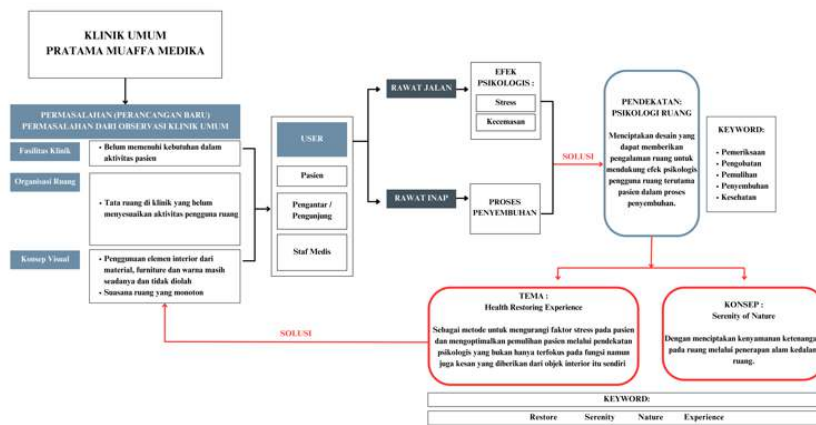 KLINIK UMUM
PRATAMA MUAFFA MEDIKA
PERMASALAHAN (PERANCANGAN BARU)
PERMASALAHAN DARI OBSERVASI KLINIK UMUM
Fasilitas Klinik
• Belum memenuhi kebutuhan dalam
aktivitas pasien
Organisasi Ruang
• Tata ruang di klinik yang belum
menyesuaikan aktivitas pengguna ruang
Konsep Visual
• Penggunaan elemen interior dari
material, furniture dan warna masih
seadanya dan tidak diolah
• Suasana ruang yang monoton
USER
Pasien
Pengantar /
Pengunjung
Staf Medis
RAWAT JALAN
RAWAT INAP
EFEK
PSIKOLOGIS :
Stress
Kecemasan
PROSES
PENYEMBUHAN
SOLUSI
PENDEKATAN:
PSIKOLOGI RUANG
Menciptakan desain yang
dapat memberikan
pengalaman ruang untuk
mendukung efek psikologis
pengguna ruang terutama
pasien dalam proses
penyembuhan.
KEYWORD:
• Pemeriksaan
• Pengobatan
• Pemulihan
• Penyembuhan
• Kesehatan
SOLUSI
TEMA :
Health Restoring Experience
Sebagai metode untuk mengurangi faktor stress pada pasien
dan mengoptimalkan pemulihan pasien melalui pendekatan
psikologis yang bukan hanya terfokus pada fungsi namun
juga kesan yang diberikan dari objek interior itu sendiri
KONSEP :
Serenity of Nature
Dengan menciptakan kenyamanan ketenangan
pada ruang melalui penerapan alam kedalam
ruang.
KEYWORD:
Restore Serenity Nature Experience